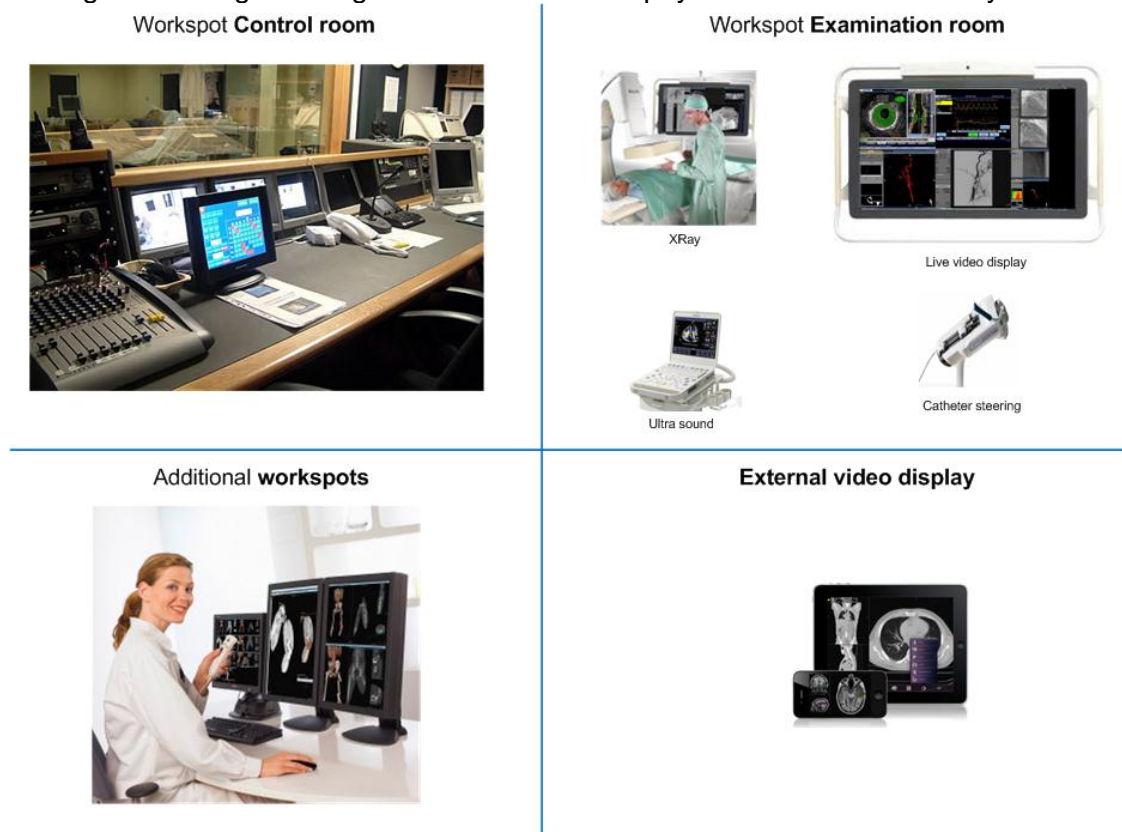 Workspot Control room
Workspot Examination room
XRay
Live video display
Ultra sound
Catheter steering
Additional workspots
External video display